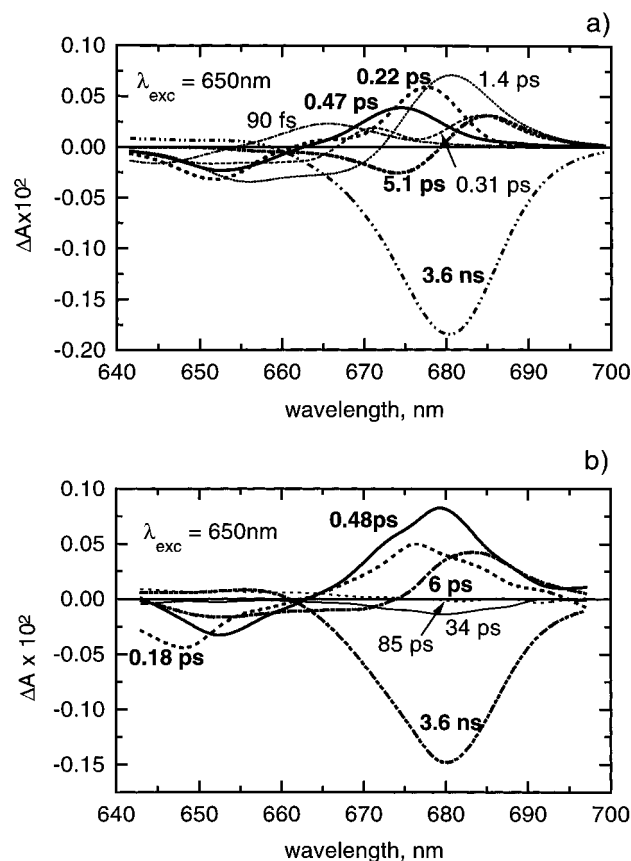 a)
0.10
0.05
0.00
-0.05
-0.10
-0.15
-0.20
ΔAx10²
λexc = 650nm
0.22 ps
1.4 ps
0.47 ps
90 fs
0.31 ps
5.1 ps
3.6 ns
640 650 660 670 680 690 700
wavelength, nm
b)
0.10
0.05
0.00
-0.05
-0.10
-0.15
ΔA x 10²
λexc = 650nm
0.48ps
6 ps
85 ps
34 ps
0.18 ps
3.6 ns
640 650 660 670 680 690 700
wavelength, nm